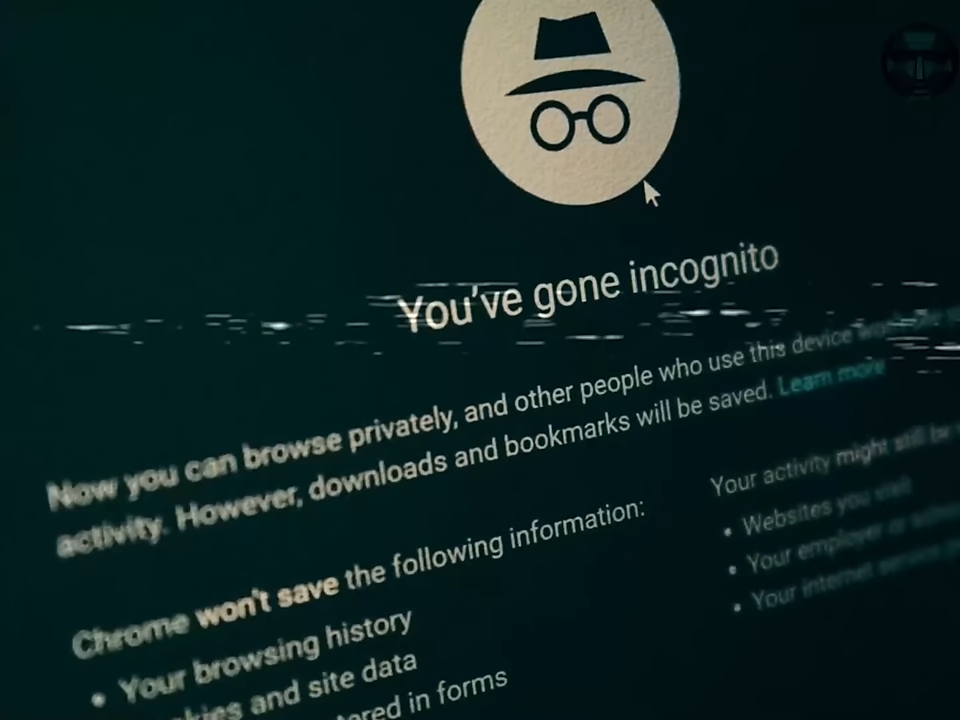 You've gone incognito
Now you can browse privately, and other people who use this device
activity. However, downloads and bookmarks will be saved. Learn more
Chrome won't save the following information:
Your browsing history
and site data
in forms
Your activity might still be
Websites you visit
Your employer or
Your internet service